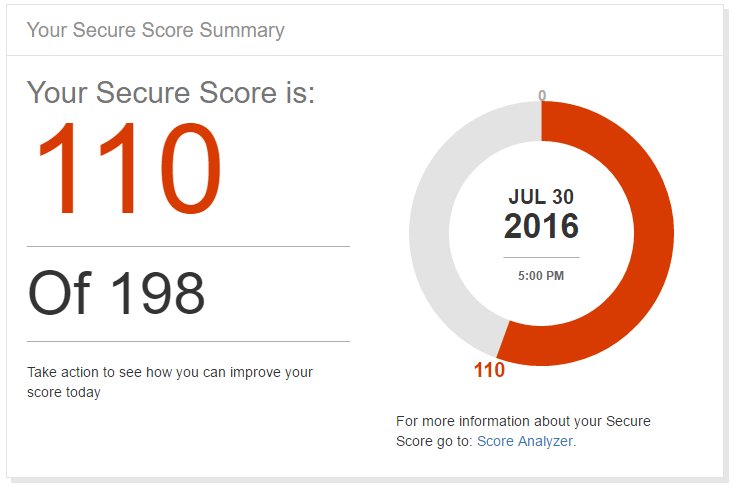 Your Secure Score Summary
Your Secure Score is:
110
Of 198
Take action to see how you can improve your
score today
0
JUL 30
2016
5:00 PM
110
For more information about your Secure
Score go to: Score Analyzer.